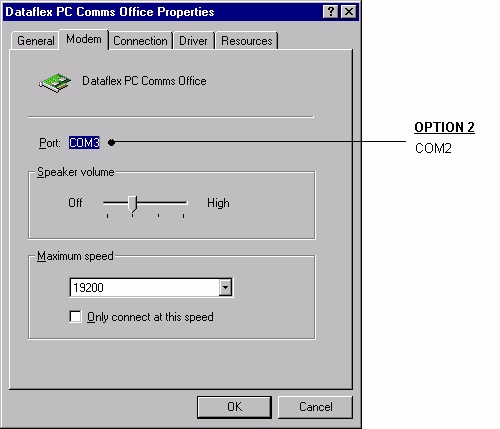 Dataflex PC Comms Office Properties
General Modem Connection Driver Resources
Dataflex PC Comms Office
Port: COM3
OPTION 2
COM2
Speaker volume
Off High
Maximum speed
19200
Only connect at this speed
OK Cancel